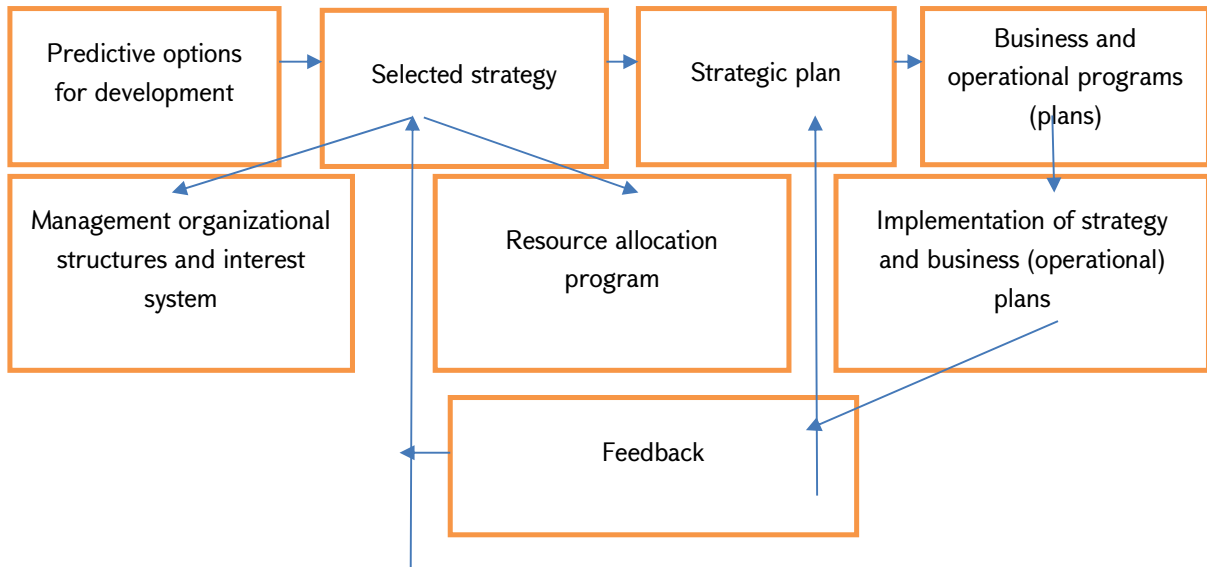 Predictive options
for development
Selected strategy
Strategic plan
Business and
operational programs
(plans)
Management organizational
structures and interest
system
Resource allocation
program
Implementation of strategy
and business (operational)
plans
Feedback